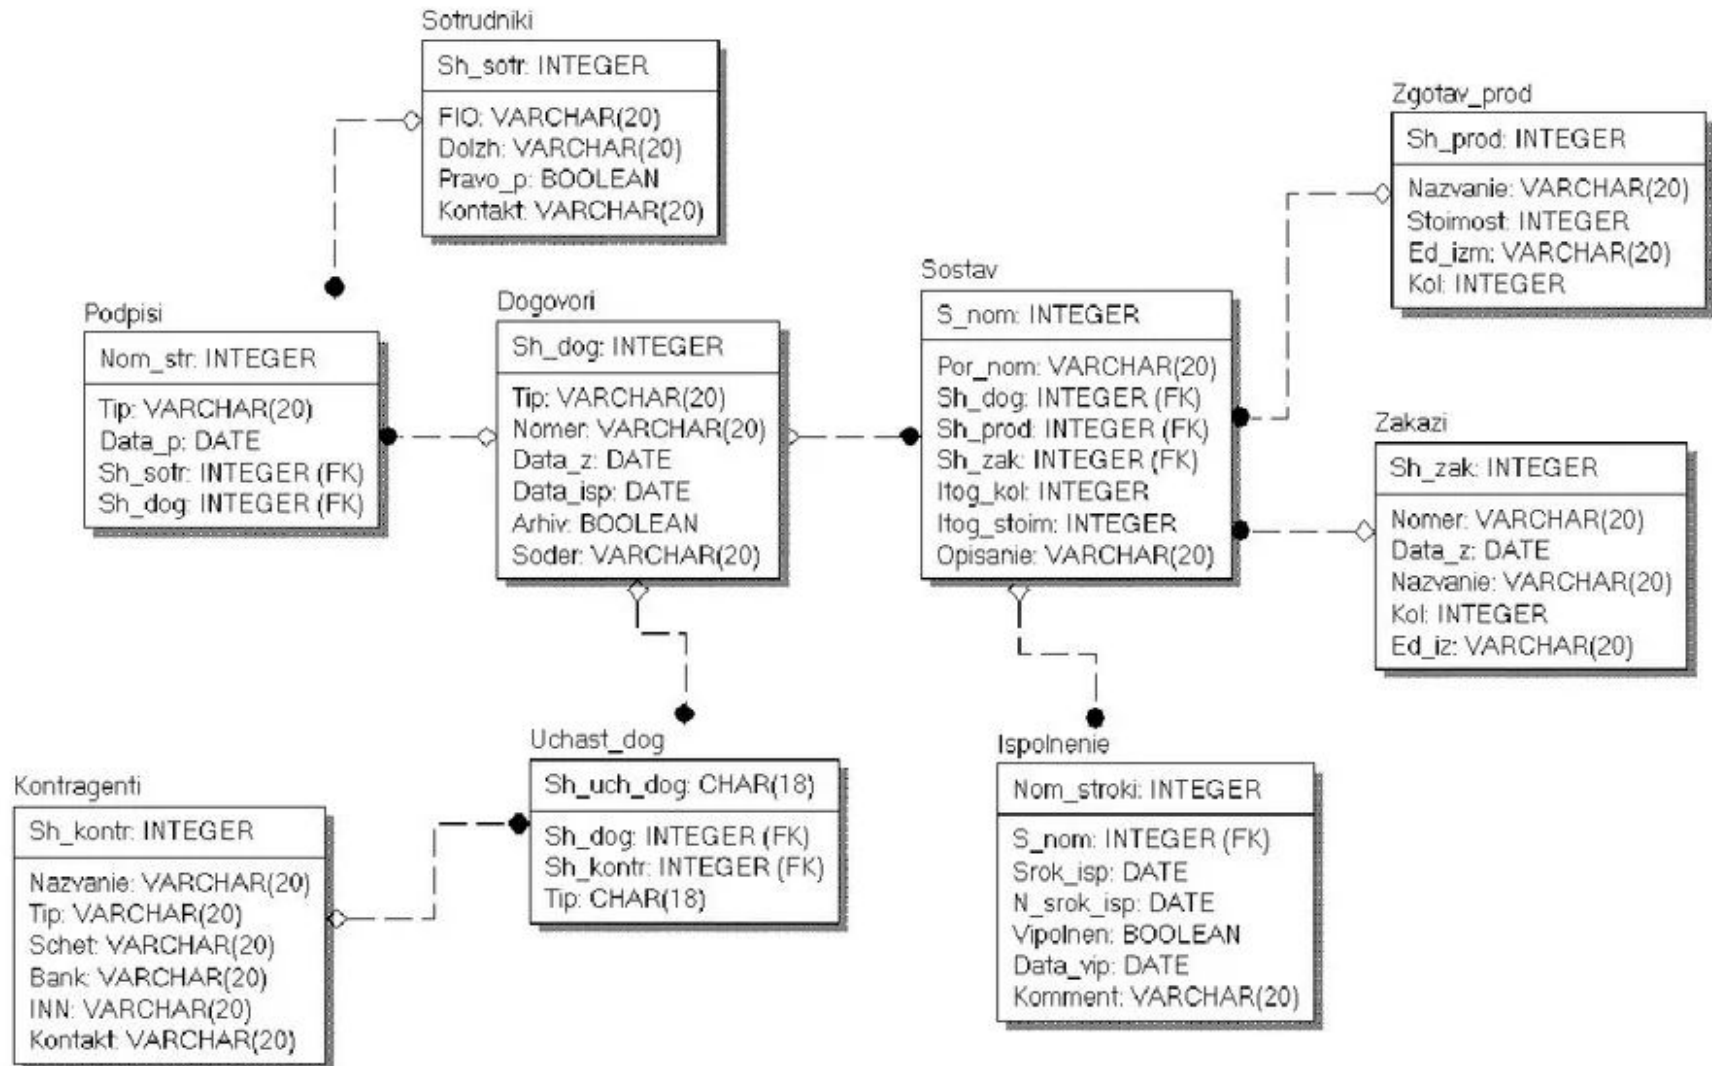 Sotrudniki
Sh_sotr: INTEGER
FIO: VARCHAR(20)
Dolzh: VARCHAR(20)
Pravo_p: BOOLEAN
Kontakt: VARCHAR(20)
Zgotav_prod
Sh_prod: INTEGER
Nazvanie: VARCHAR(20)
Stoimost: INTEGER
Ed_izm: VARCHAR(20)
Kol: INTEGER
Podpisi
Nom_str: INTEGER
Tip: VARCHAR(20)
Data_p: DATE
Sh_sotr: INTEGER (FK)
Sh_dog: INTEGER (FK)
Dogovori
Sh_dog: INTEGER
Tip: VARCHAR(20)
Nomer: VARCHAR(20)
Data_z: DATE
Data_isp: DATE
Arhiv: BOOLEAN
Soder: VARCHAR(20)
Sostav
S_nom: INTEGER
Por_nom: VARCHAR(20)
Sh_dog: INTEGER (FK)
Sh_prod: INTEGER (FK)
Sh_zak: INTEGER (FK)
Itog_kol: INTEGER
Itog_stoim: INTEGER
Opisanie: VARCHAR(20)
Zakazi
Sh_zak: INTEGER
Nomer: VARCHAR(20)
Data_z: DATE
Nazvanie: VARCHAR(20)
Kol: INTEGER
Ed_iz: VARCHAR(20)
Kontragenti
Sh_kontr: INTEGER
Nazvanie: VARCHAR(20)
Tip: VARCHAR(20)
Schet: VARCHAR(20)
Bank: VARCHAR(20)
INN: VARCHAR(20)
Kontakt: VARCHAR(20)
Uchast_dog
Sh_uch_dog: CHAR(18)
Sh_dog: INTEGER (FK)
Sh_kontr: INTEGER (FK)
Tip: CHAR(18)
Ispolnenie
Nom_stroki: INTEGER
S_nom: INTEGER (FK)
Srok_isp: DATE
N_srok_isp: DATE
Vipolnen: BOOLEAN
Data_vip: DATE
Komment: VARCHAR(20)